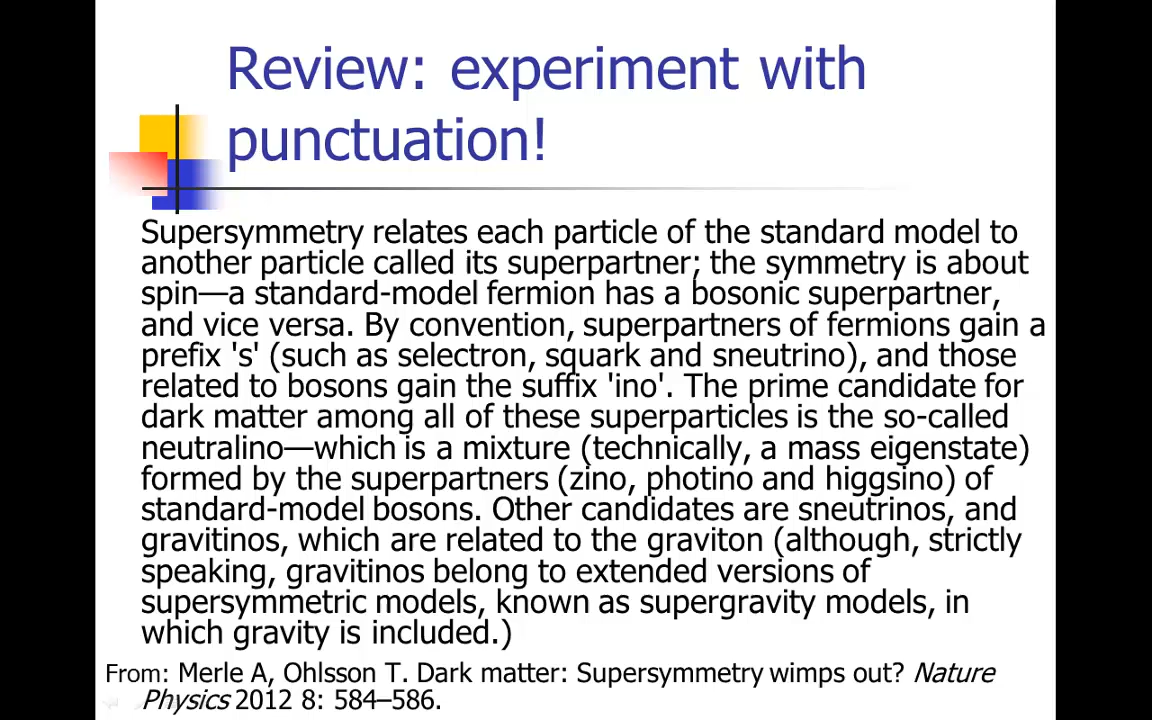 Review: experiment with
punctuation!
Supersymmetry relates each particle of the standard model to
another particle called its superpartner; the symmetry is about
spin—a standard-model fermion has a bosonic superpartner,
and vice versa. By convention, superpartners of fermions gain a
prefix 's' (such as selectron, squark and sneutrino), and those
related to bosons gain the suffix 'ino'. The prime candidate for
dark matter among all of these superparticles is the so-called
neutralino—which is a mixture (technically, a mass eigenstate)
formed by the superpartners (zino, photino and higgsino) of
standard-model bosons. Other candidates are sneutrinos, and
gravitinos, which are related to the graviton (although, strictly
speaking, gravitinos belong to extended versions of
supersymmetric models, known as supergravity models, in
which gravity is included.)
From: Merle A, Ohlsson T. Dark matter: Supersymmetry wimps out? Nature
Physics 2012 8: 584–586.